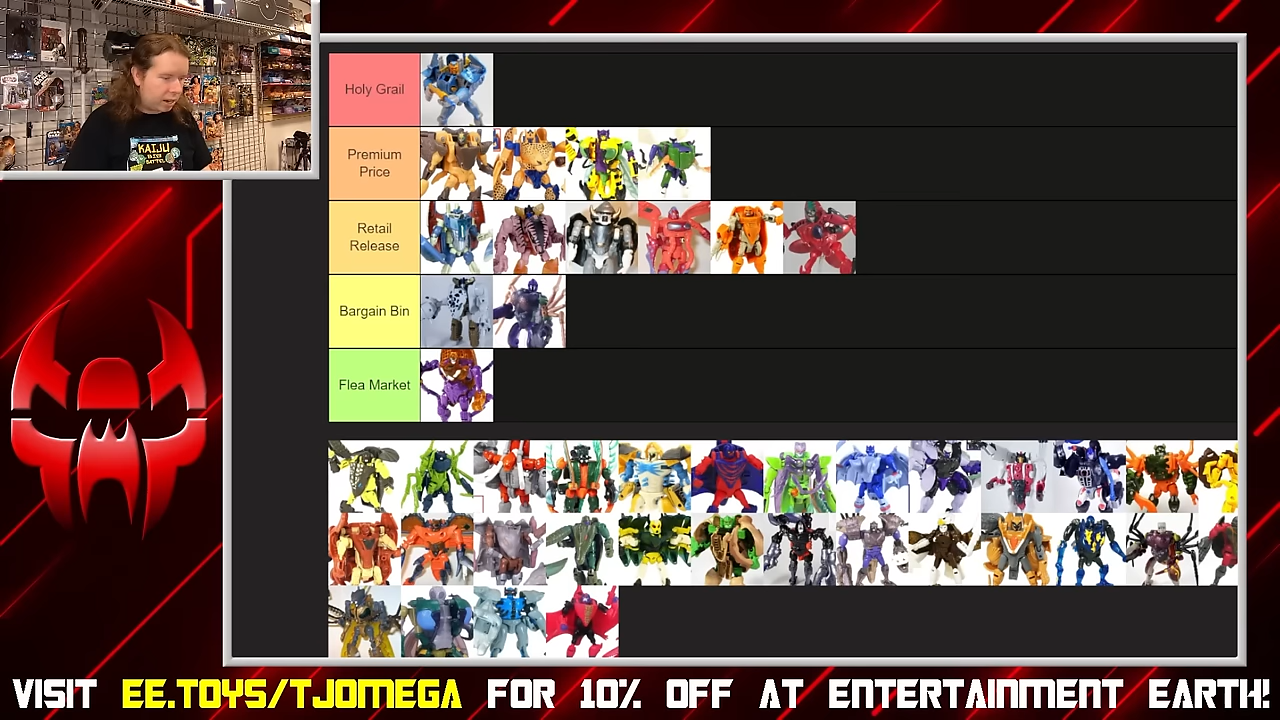 KAIJU
Holy Grail
Premium
Price
Retail
Release
Bargain Bin
Flea Market
VISIT EE.TOYS/TJOMEGA FOR 10% OFF AT ENTERTAINMENT EARTH!